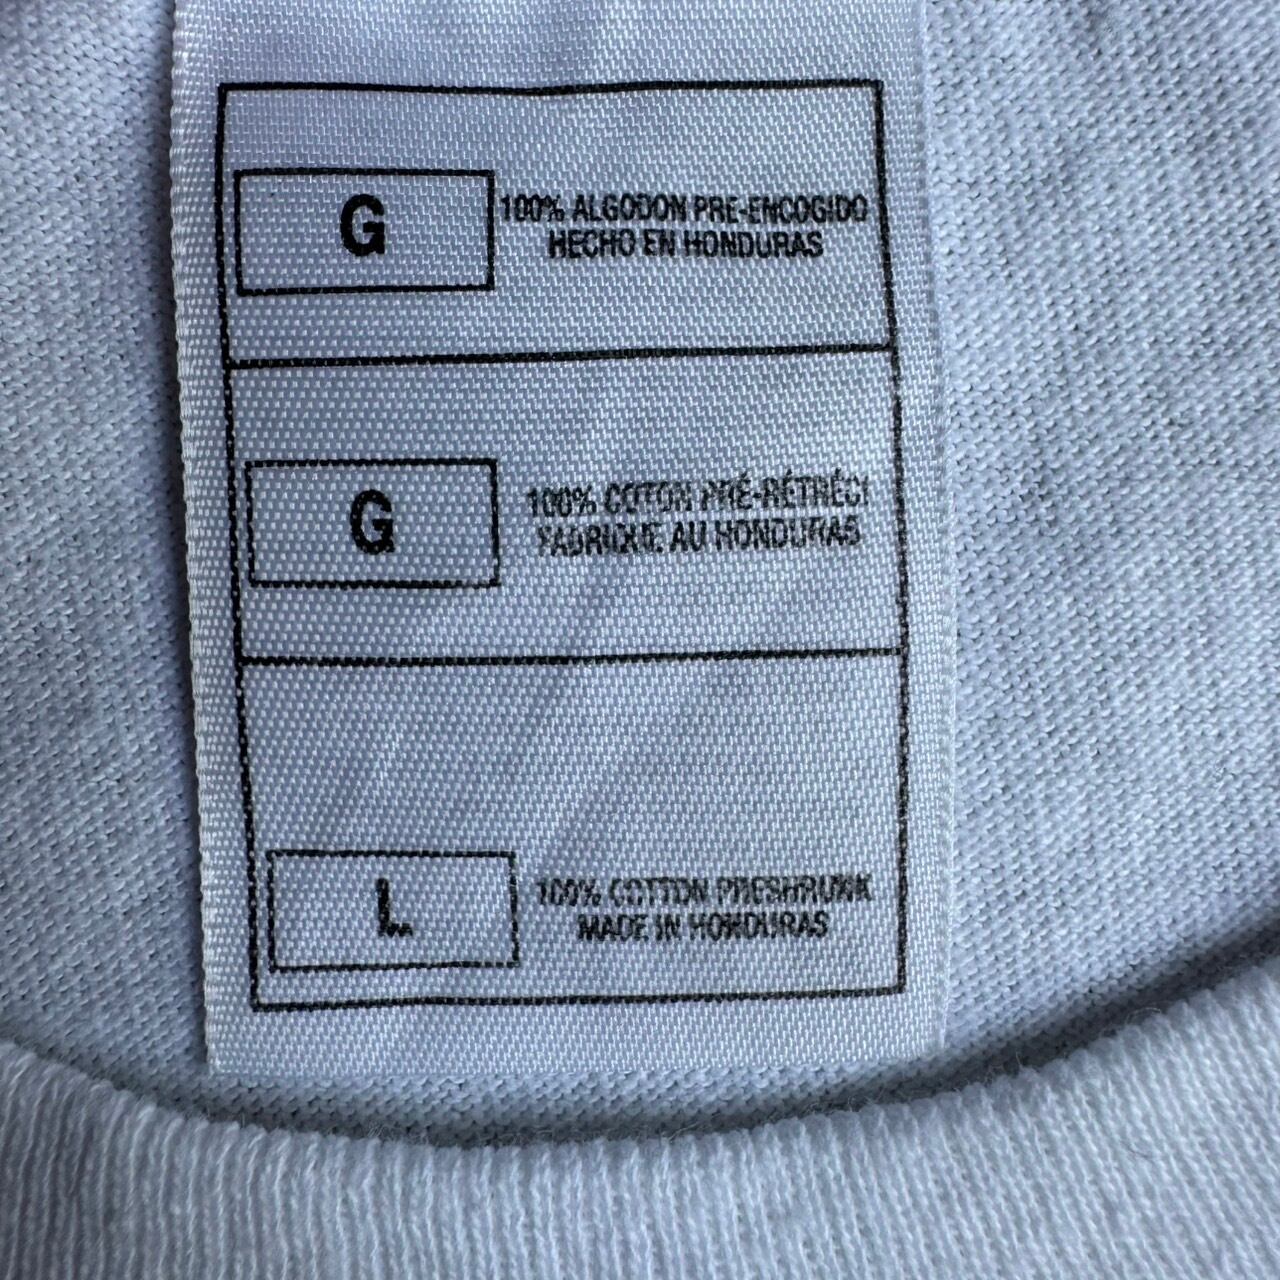 G
100% ALGODON PRE-ENCOGIDO
HECHO EN HONDURAS
G
100% COTON PRÉ-RÉTRÉCI
FABRIQUE AU HONDURAS
L
100% COTTON PRESHRUNK
MADE IN HONDURAS